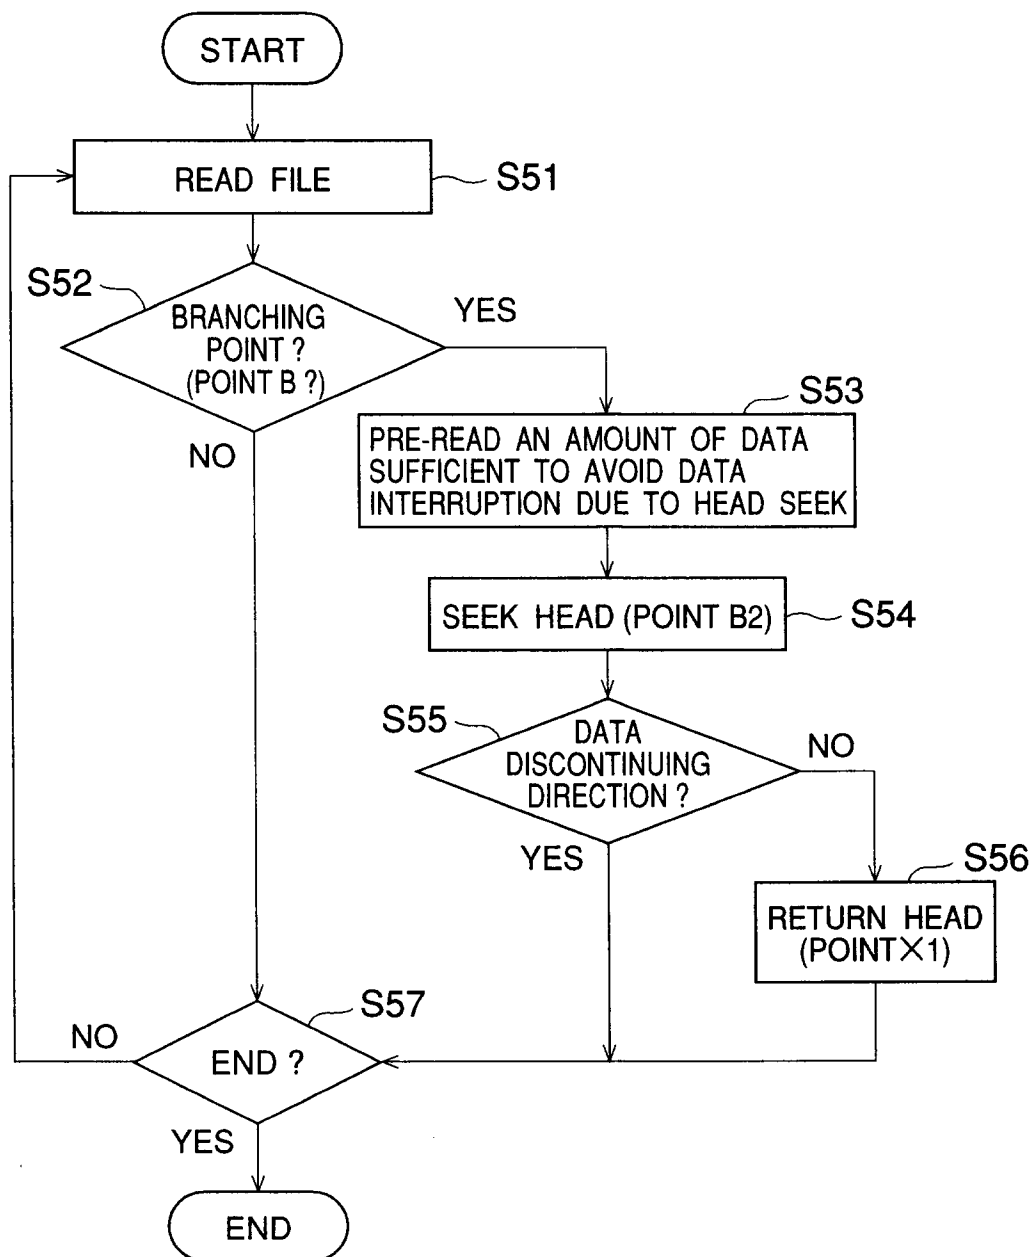 START
READ FILE
S51
S52
BRANCHING
POINT ?
(POINT B ?)
YES
NO
S53
PRE-READ AN AMOUNT OF DATA
SUFFICIENT TO AVOID DATA
INTERRUPTION DUE TO HEAD SEEK
SEEK HEAD (POINT B2)
S54
S55
DATA
DISCONTINUING
DIRECTION ?
NO
YES
S56
RETURN HEAD
(POINT X1)
S57
NO
END ?
YES
END